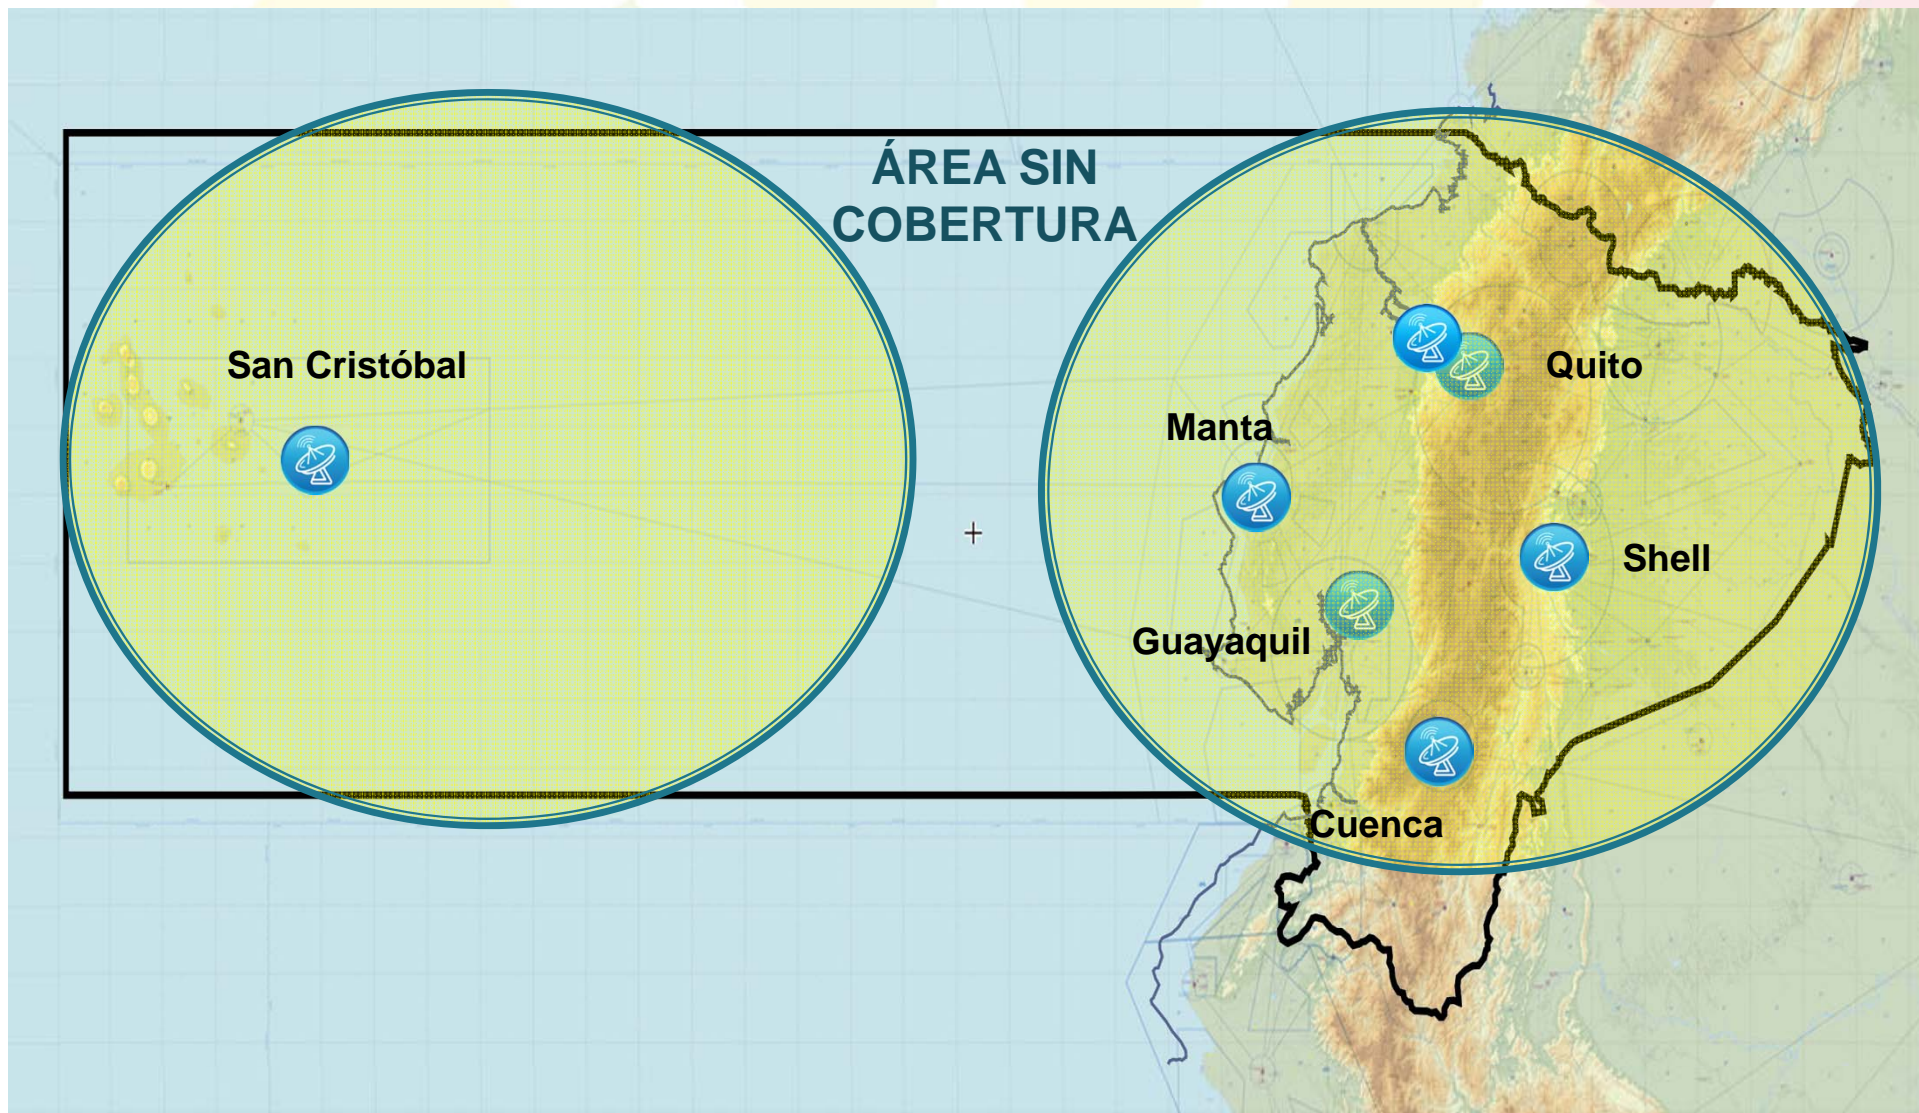 ÁREA SIN
COBERTURA
San Cristóbal
Quito
Manta
Shell
Guayaquil
Cuenca